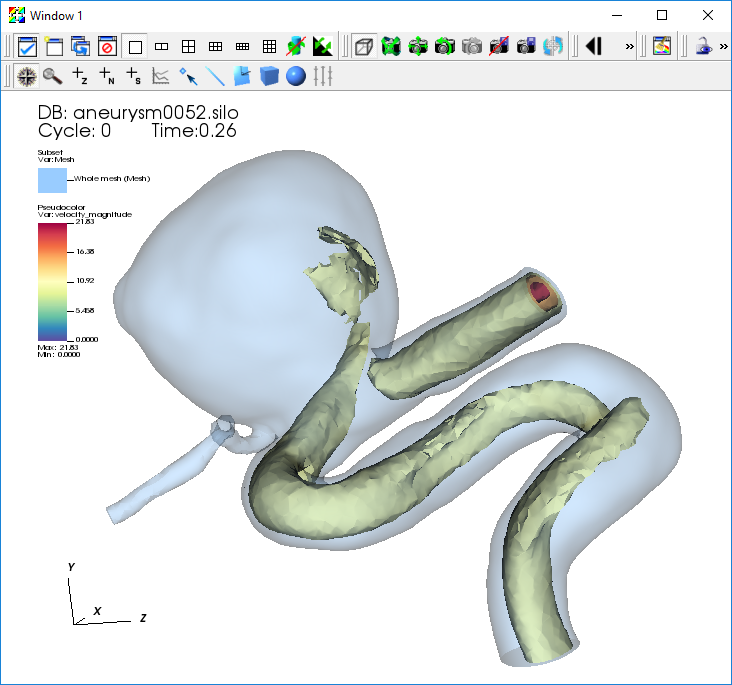 Window 1
DB: aneurysm0052.silo
Cycle: 0 Time:0.26
Subset
Var: Mesh
Whole mesh (Mesh)
Pseudocolor
Var: velocity_magnitude
21.83
16.38
10.92
5.458
0.0000
Max: 21.83
Min: 0.0000
Y
X
Z